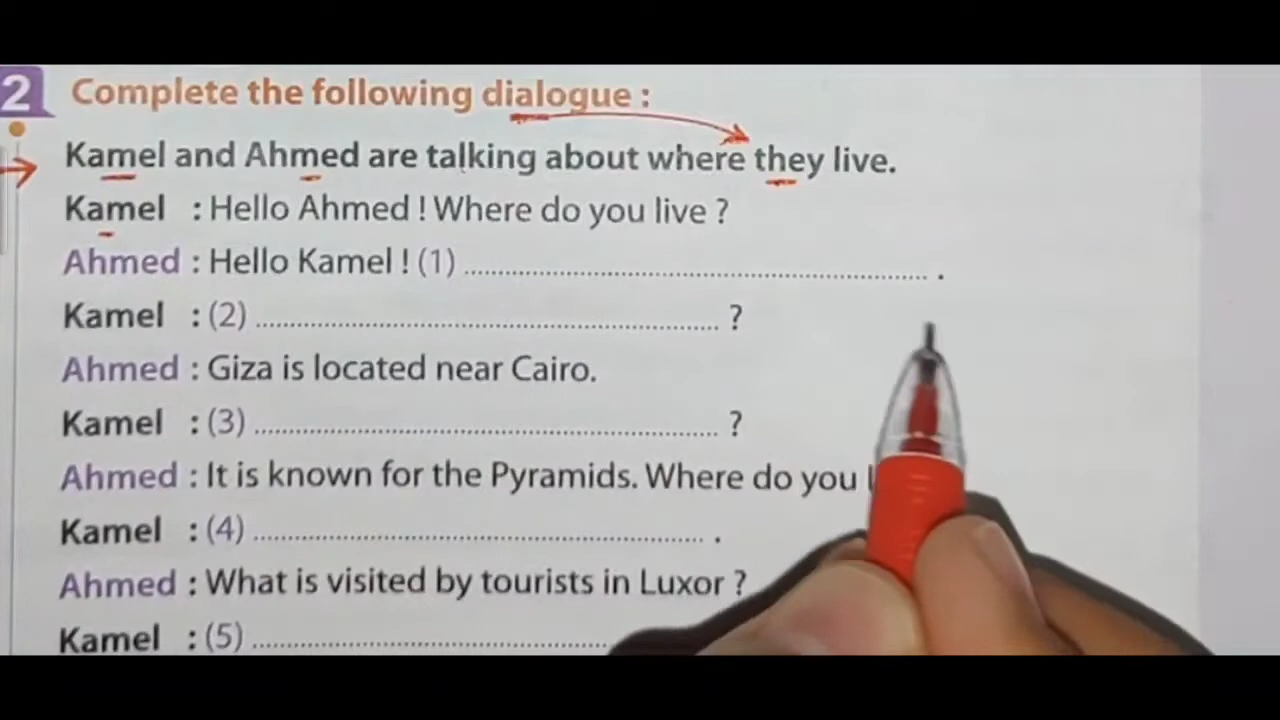 2 Complete the following dialogue :
Kamel and Ahmed are talking about where they live.
Kamel : Hello Ahmed ! Where do you live ?
Ahmed : Hello Kamel ! (1) .................................................. .
Kamel : (2) .................................................. ?
Ahmed : Giza is located near Cairo.
Kamel : (3) .................................................. ?
Ahmed : It is known for the Pyramids. Where do you
Kamel : (4) .................................................. .
Ahmed : What is visited by tourists in Luxor ?
Kamel : (5) ..................................................